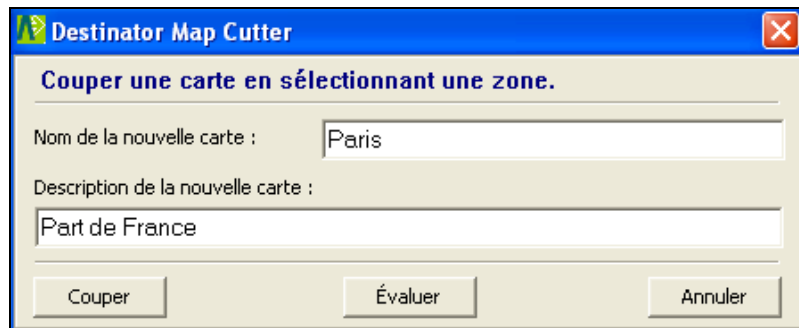 Destinator Map Cutter
Couper une carte en sélectionnant une zone.
Nom de la nouvelle carte : Paris
Description de la nouvelle carte :
Part de France
Couper Évaluer Annuler